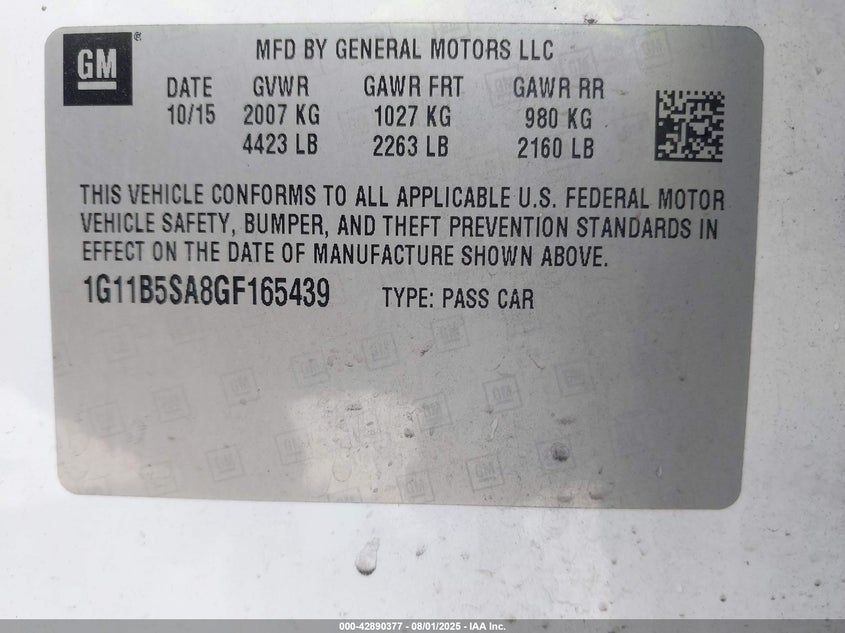 GM
®
MFD BY GENERAL MOTORS LLC
DATE GVWR GAWR FRT GAWR RR
10/15 2007 KG 1027 KG 980 KG
4423 LB 2263 LB 2160 LB
THIS VEHICLE CONFORMS TO ALL APPLICABLE U.S. FEDERAL MOTOR
VEHICLE SAFETY, BUMPER, AND THEFT PREVENTION STANDARDS IN
EFFECT ON THE DATE OF MANUFACTURE SHOWN ABOVE.
1G11B5SA8GF165439 TYPE: PASS CAR
000-42890377 - 08/01/2025 - IAA Inc.